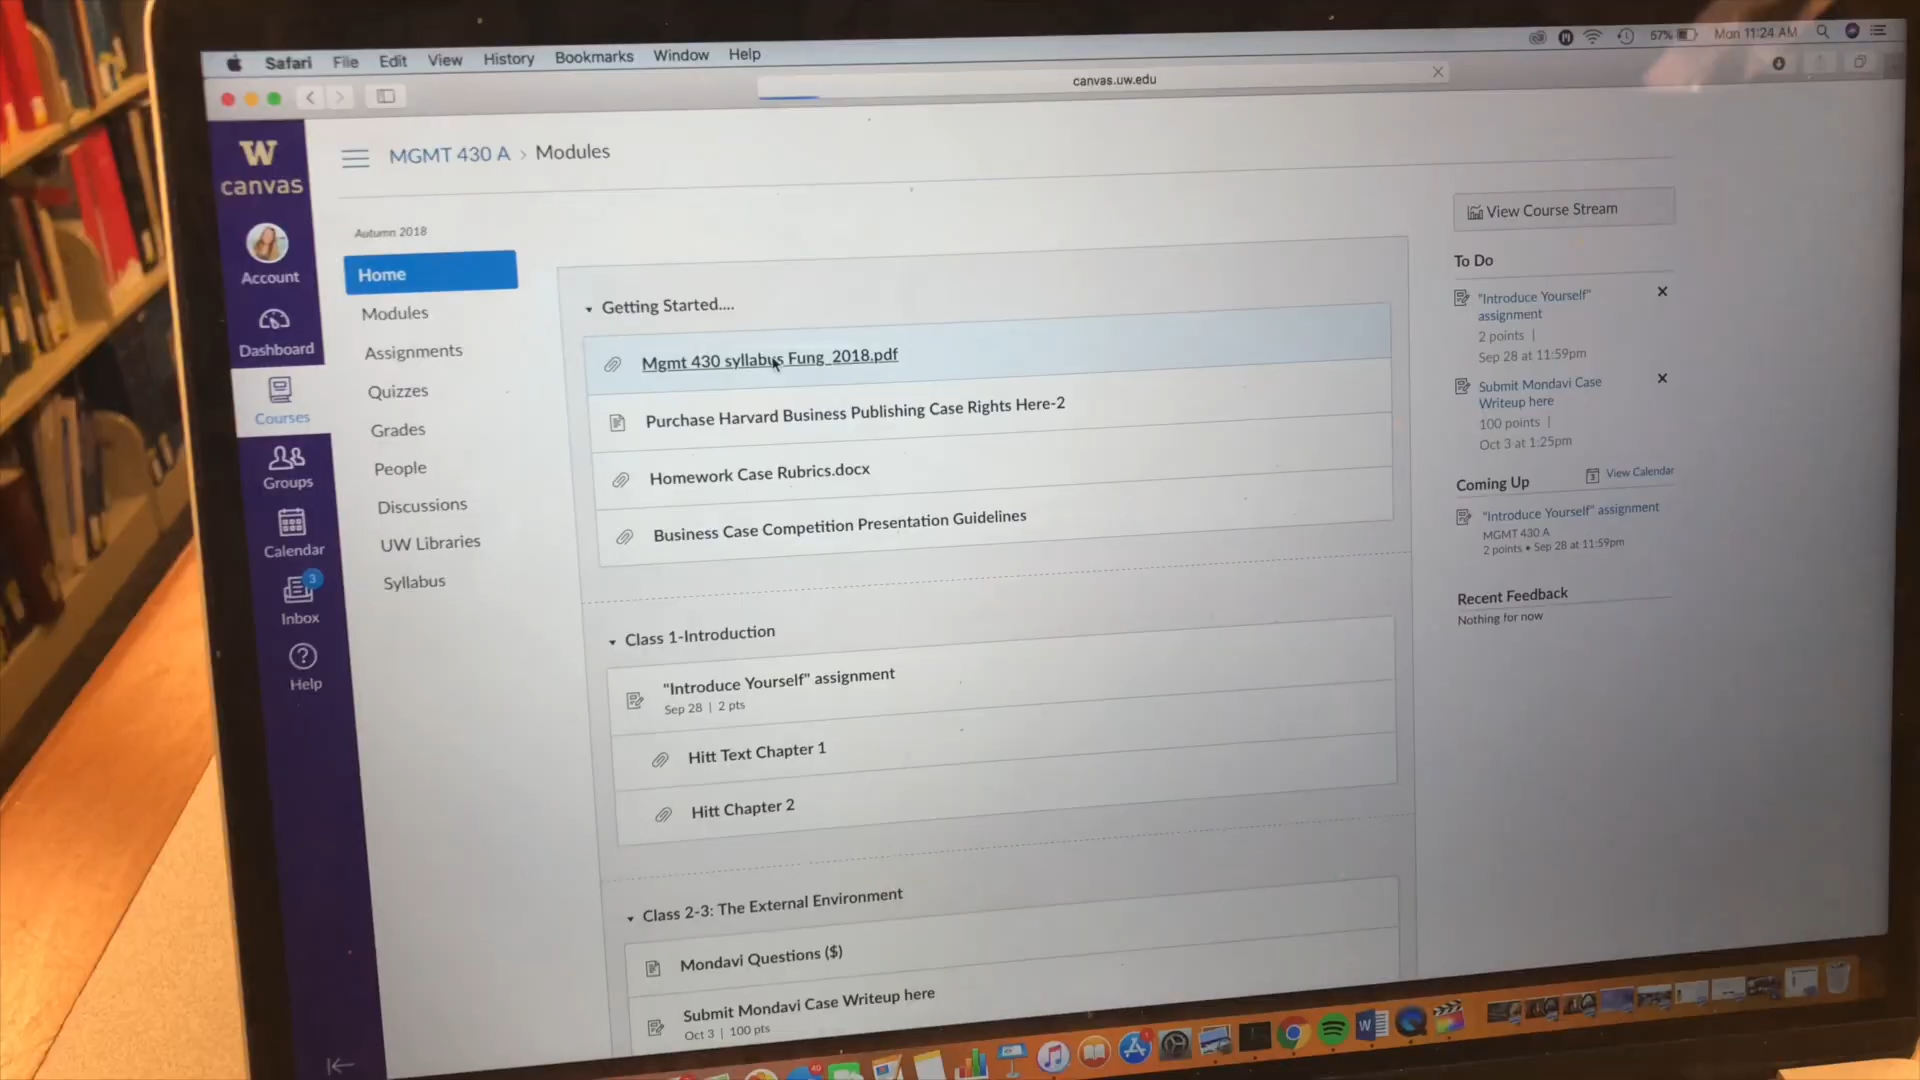 Safari File Edit View History Bookmarks Window Help
57% Mon 11:24 AM
canvas.uw.edu
W
canvas
Account
Dashboard
Courses
Groups
Calendar
3
Inbox
Help
MGMT 430 A › Modules
Autumn 2018
Home
Modules
Assignments
Quizzes
Grades
People
Discussions
UW Libraries
Syllabus
Getting Started....
Mgmt 430 syllabus Fung_2018.pdf
Purchase Harvard Business Publishing Case Rights Here-2
Homework Case Rubrics.docx
Business Case Competition Presentation Guidelines
Class 1-Introduction
"Introduce Yourself" assignment
Sep 28 | 2 pts
Hitt Text Chapter 1
Hitt Chapter 2
Class 2-3: The External Environment
Mondavi Questions ($)
Submit Mondavi Case Writeup here
Oct 3 | 100 pts
View Course Stream
To Do
"Introduce Yourself"
assignment
2 points |
Sep 28 at 11:59pm
Submit Mondavi Case
Writeup here
100 points |
Oct 3 at 1:25pm
Coming Up
View Calendar
"Introduce Yourself" assignment
MGMT 430 A
2 points • Sep 28 at 11:59pm
Recent Feedback
Nothing for now
40
W